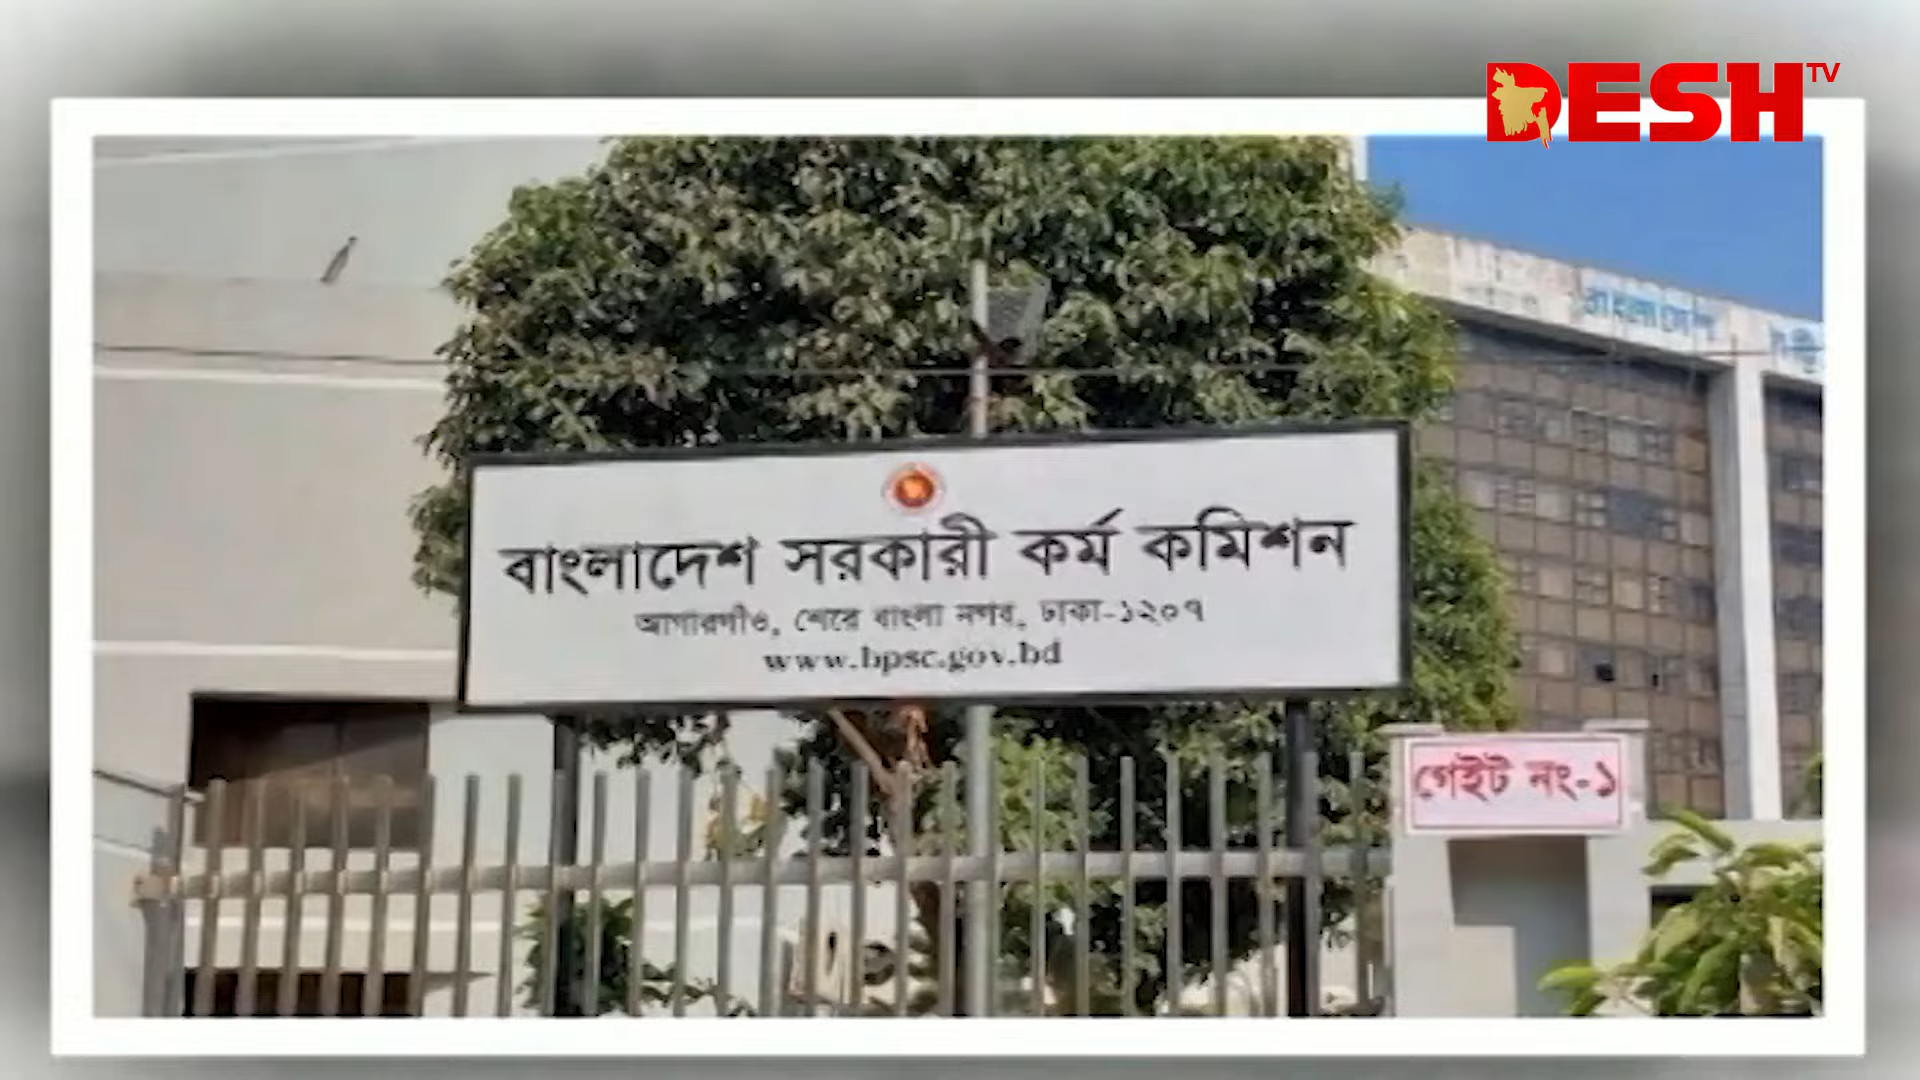 DESH TV
বাংলাদেশ
বাংলাদেশ সরকারী কর্ম কমিশন
আগারগাঁও, শেরে বাংলা নগর, ঢাকা-১২০৭
www.bpsc.gov.bd
গেইট নং-১